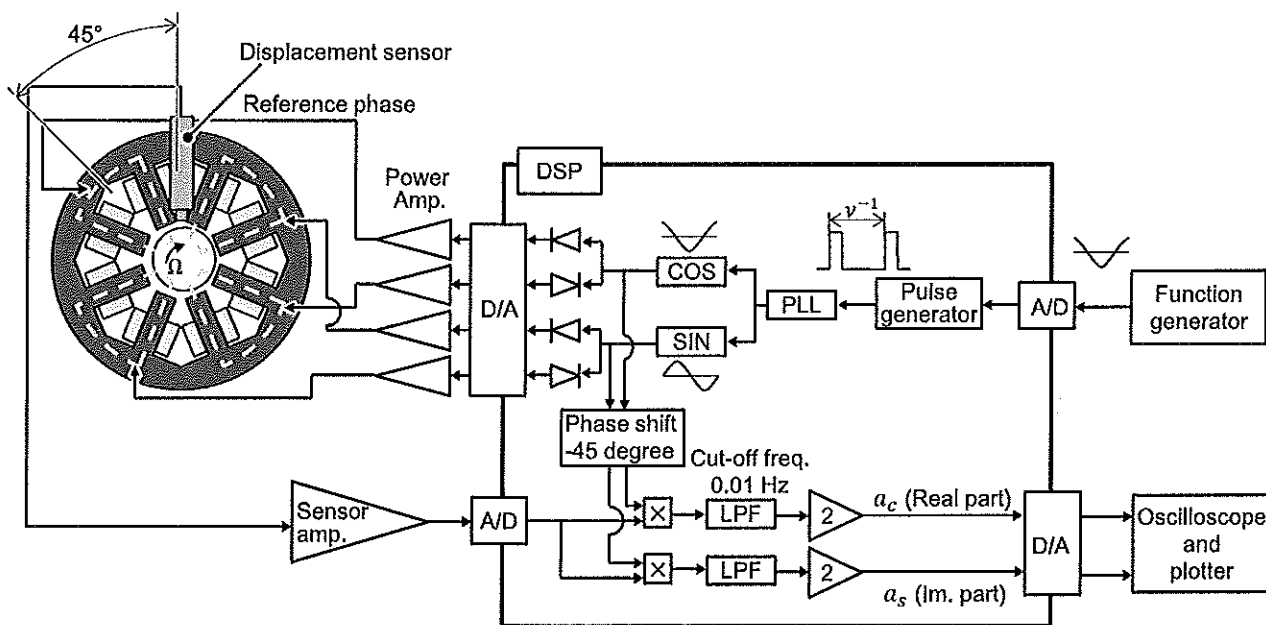 45°
Displacement sensor
Reference phase
Ω
Power
Amp.
DSP
D/A
COS
SIN
PLL
ν⁻¹
Pulse
generator
A/D
Function
generator
Phase shift
-45 degree
Cut-off freq.
0.01 Hz
Sensor
amp.
A/D
×
LPF
2
a_c (Real part)
×
LPF
2
a_s (Im. part)
D/A
Oscilloscope
and
plotter